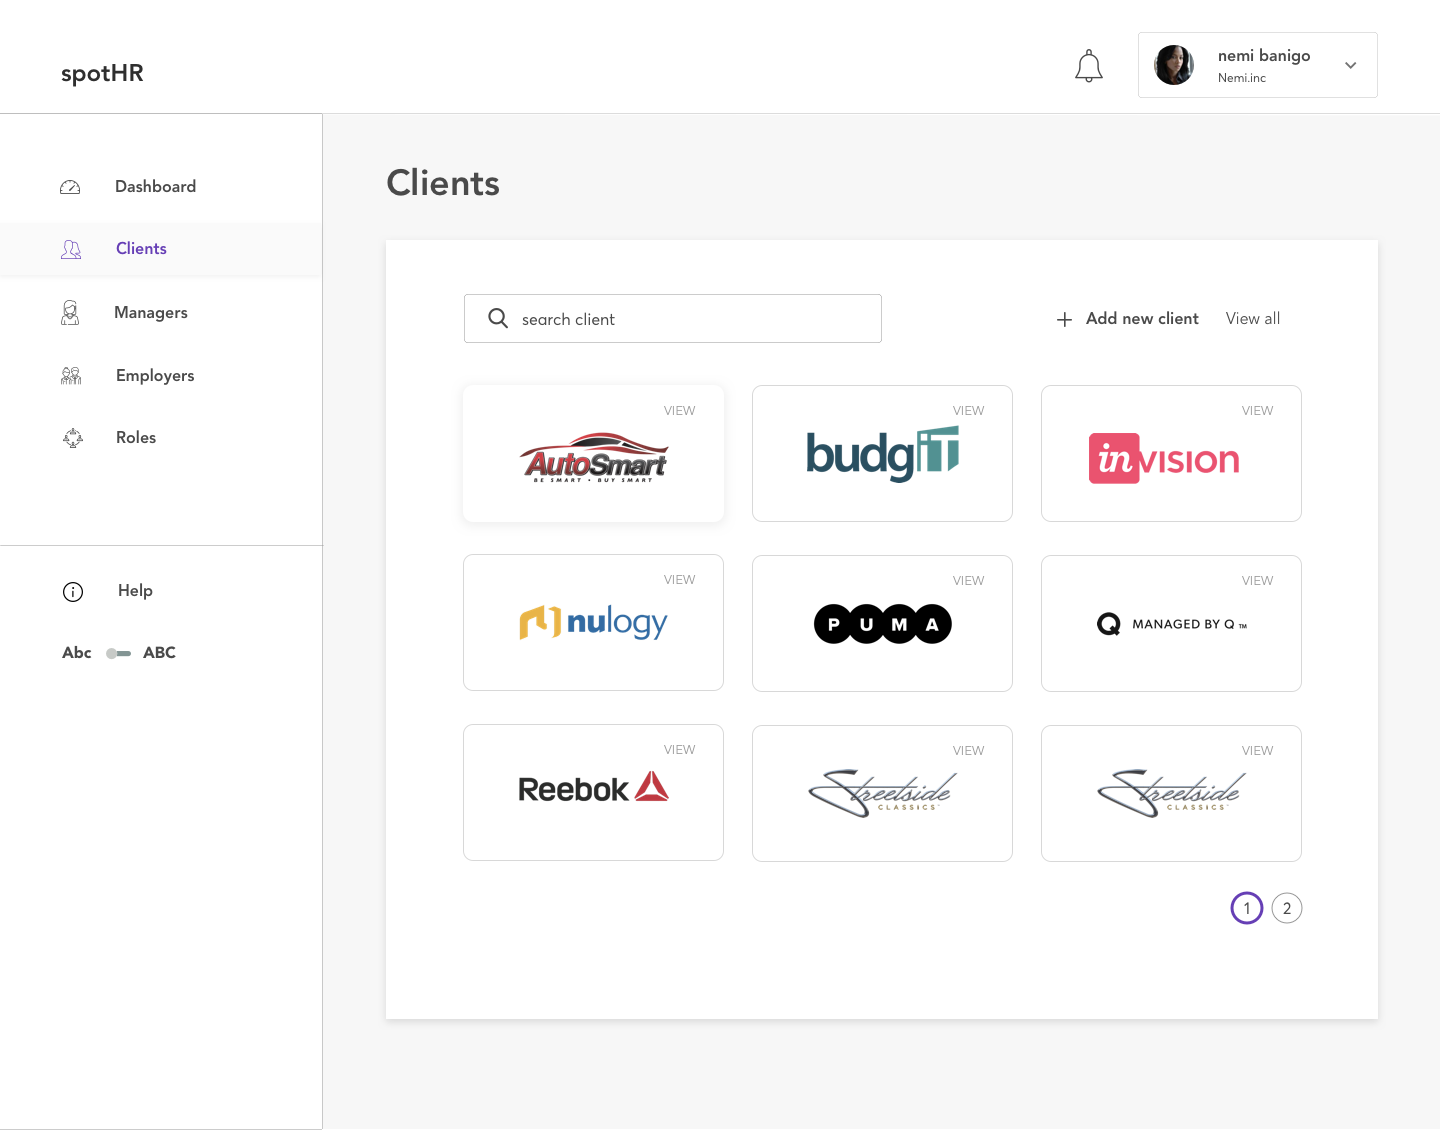 spotHR
nemi banigo
Nemi.inc
Dashboard
Clients
Managers
Employers
Roles
Help
Abc ABC
Clients
search client
Add new client View all
VIEW
AutoSmart
BE SMART • BUY SMART
VIEW
budgIT
VIEW
invision
VIEW
nulogy
VIEW
PUMA
VIEW
Q MANAGED BY Q ™
VIEW
Reebok
VIEW
Streetside
CLASSICS
VIEW
Streetside
CLASSICS
1 2